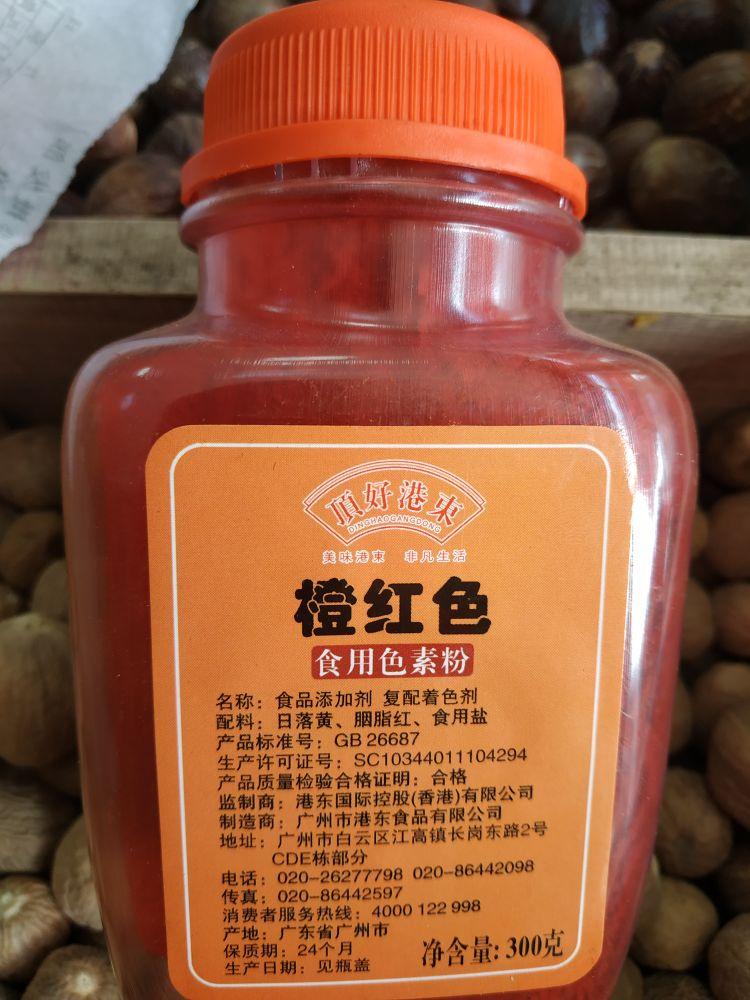 頂好港東
DINGHAOGANGDONG
美味港東 非凡生活
橙红色
食用色素粉
名称：食品添加剂 复配着色剂
配料：日落黄、胭脂红、食用盐
产品标准号：GB 26687
生产许可证号：SC10344011104294
产品质量检验合格证明：合格
监制商：港东国际控股(香港)有限公司
制造商：广州市港东食品有限公司
地址：广州市白云区江高镇长岗东路2号
CDE栋部分
电话：020-26277798 020-86442098
传真：020-86442597
消费者服务热线：4000 122 998
产地：广东省广州市
保质期：24个月
生产日期：见瓶盖
净含量：300克